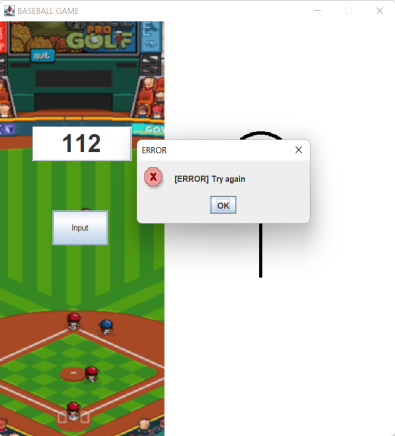 BASEBALL GAME
PRO
GOLF
out
112
ERROR
[ERROR] Try again
OK
Input